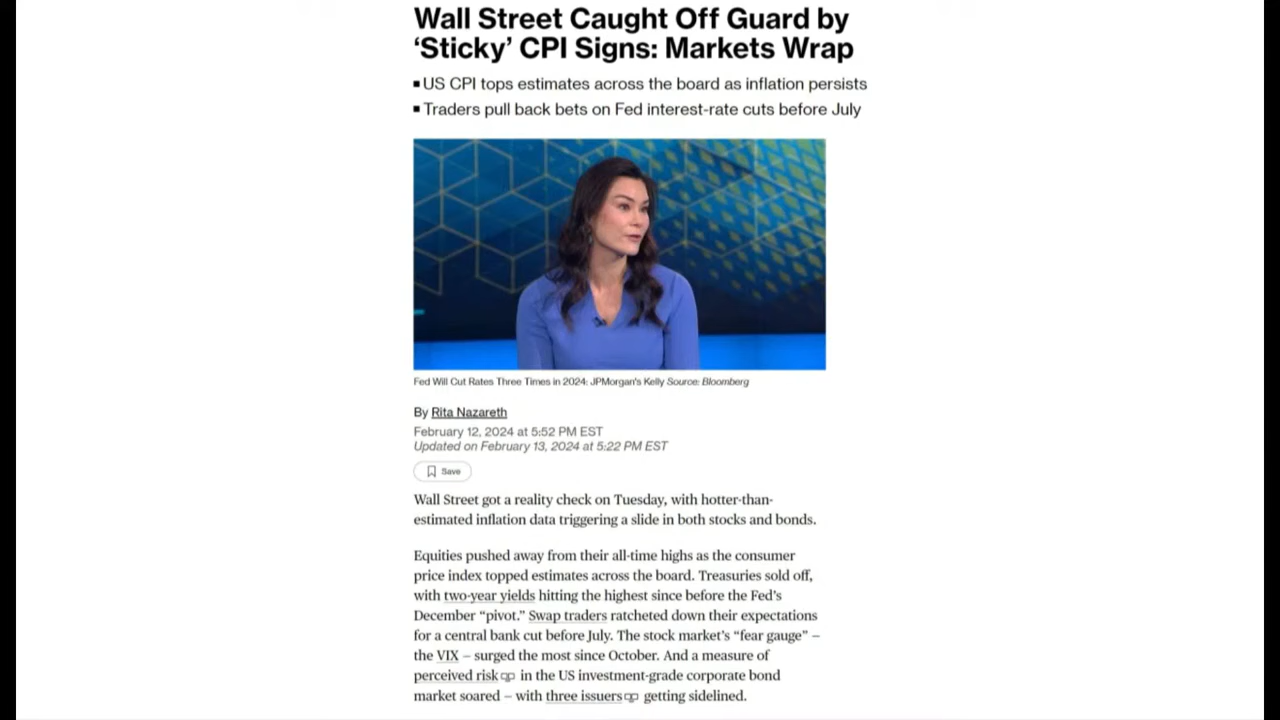 Wall Street Caught Off Guard by
‘Sticky’ CPI Signs: Markets Wrap
▪ US CPI tops estimates across the board as inflation persists
▪ Traders pull back bets on Fed interest-rate cuts before July
Fed Will Cut Rates Three Times in 2024: JPMorgan's Kelly Source: Bloomberg
By Rita Nazareth
February 12, 2024 at 5:52 PM EST
Updated on February 13, 2024 at 5:22 PM EST
Save
Wall Street got a reality check on Tuesday, with hotter-than-
estimated inflation data triggering a slide in both stocks and bonds.
Equities pushed away from their all-time highs as the consumer
price index topped estimates across the board. Treasuries sold off,
with two-year yields hitting the highest since before the Fed’s
December “pivot.” Swap traders ratcheted down their expectations
for a central bank cut before July. The stock market’s “fear gauge” –
the VIX – surged the most since October. And a measure of
perceived risk in the US investment-grade corporate bond
market soared – with three issuers getting sidelined.